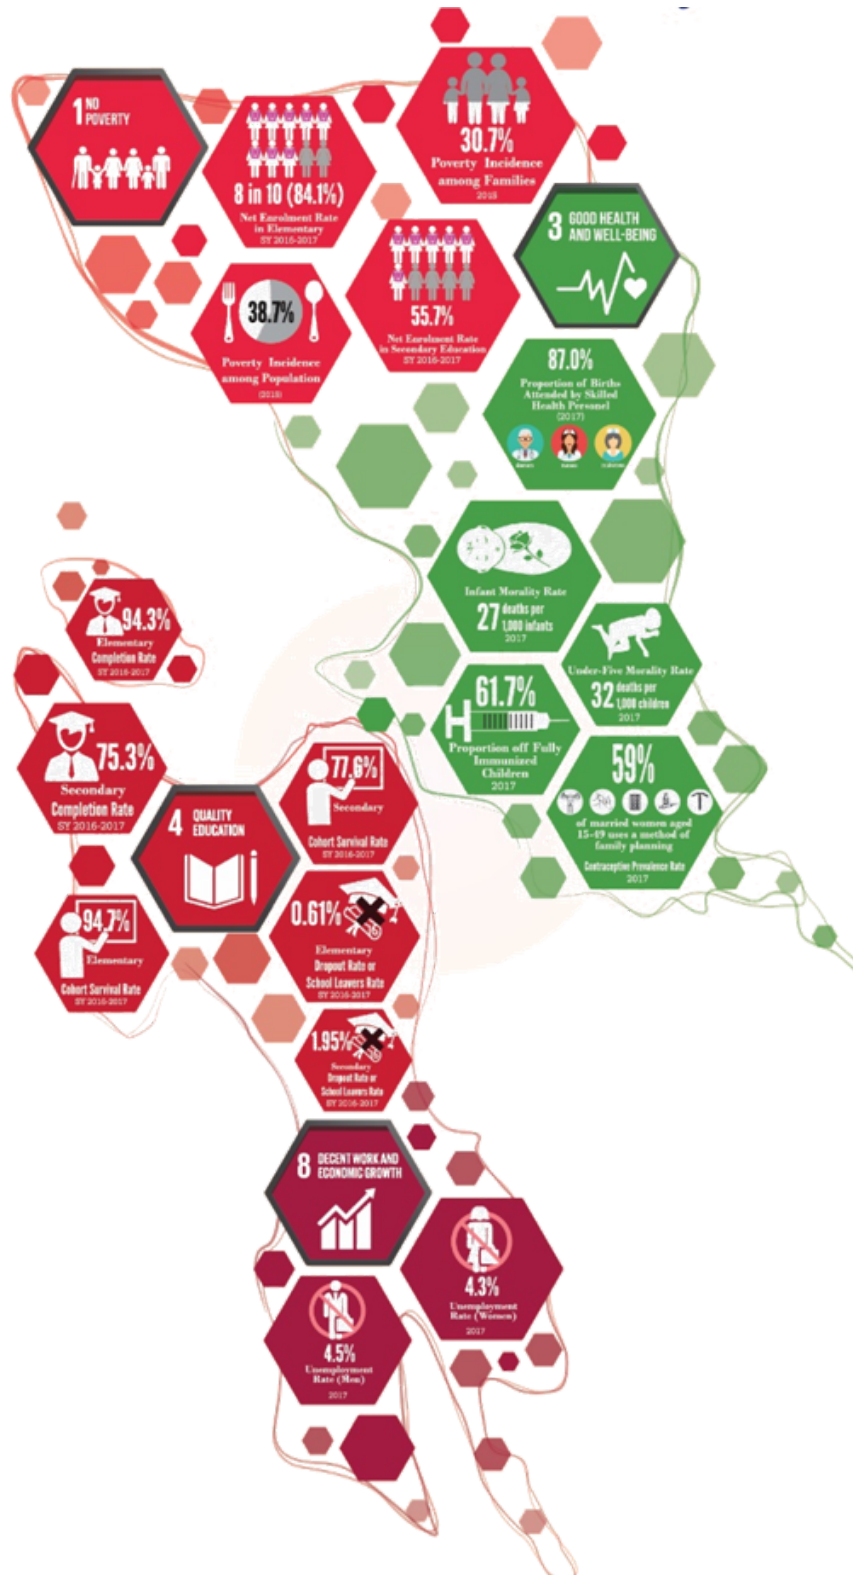 1 NO
POVERTY
8 in 10 (84.1%)
Net Enrolment Rate
in Elementary
SY 2016-2017
30.7%
Poverty Incidence
among Families
2015
38.7%
Poverty Incidence
among Population
(2015)
55.7%
Net Enrolment Rate
in Secondary Education
SY 2016-2017
3 GOOD HEALTH
AND WELL-BEING
87.0%
Proportion of Births
Attended by Skilled
Health Personel
(2017)
Infant Morality Rate
27 deaths per
1,000 infants
2017
Under-Five Morality Rate
32 deaths per
1,000 children
2017
61.7%
Proportion off Fully
Immunized
Children
2017
59%
of married women aged
15-49 uses a method of
family planning
Contraceptive Prevalence Rate
2017
94.3%
Elementary
Completion Rate
SY 2016-2017
75.3%
Secondary
Completion Rate
SY 2016-2017
4 QUALITY
EDUCATION
77.6%
Secondary
Cohort Survival Rate
SY 2016-2017
94.7%
Elementary
Cohort Survival Rate
SY 2016-2017
0.61%
Elementary
Dropout Rate or
School Leavers Rate
SY 2016-2017
1.95%
Secondary
Dropout Rate or
School Leavers Rate
SY 2016-2017
8 DECENT WORK AND
ECONOMIC GROWTH
4.3%
Unemployment
Rate (Women)
2017
4.5%
Unemployment
Rate (Men)
2017